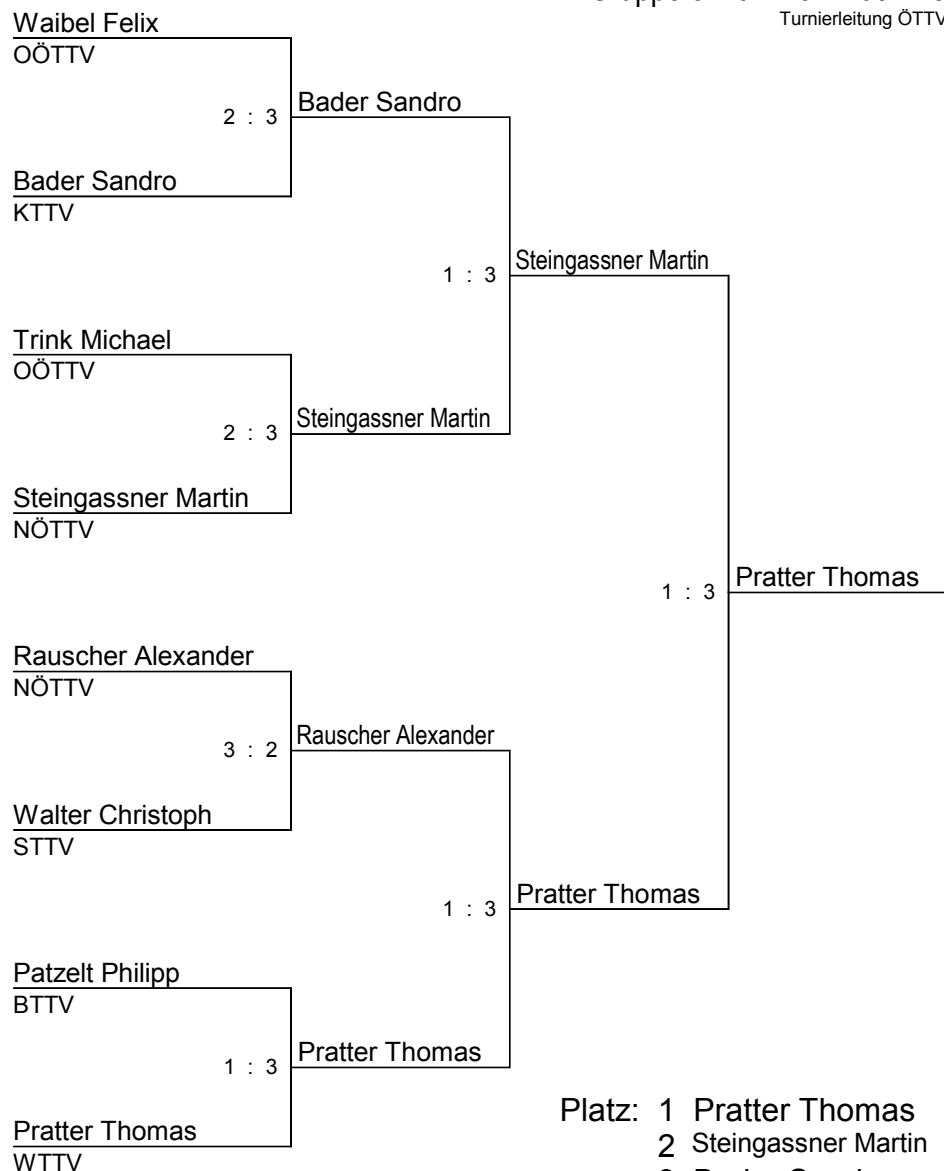 Turnierleitung ÖTTV
Waibel Felix
OÖTTV
2 : 3
Bader Sandro
Bader Sandro
KTTV
1 : 3
Steingassner Martin
Trink Michael
OÖTTV
2 : 3
Steingassner Martin
Steingassner Martin
NÖTTV
1 : 3
Pratter Thomas
Rauscher Alexander
NÖTTV
3 : 2
Rauscher Alexander
Walter Christoph
STTV
1 : 3
Pratter Thomas
Patzelt Philipp
BTTV
1 : 3
Pratter Thomas
Pratter Thomas
WTTV
Platz: 1 Pratter Thomas
2 Steingassner Martin